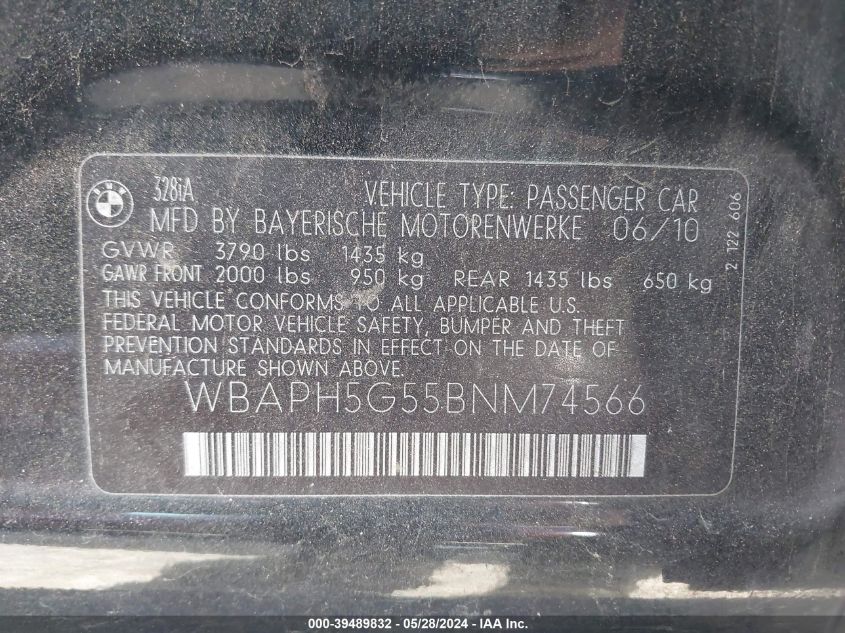 BMW
328iA VEHICLE TYPE: PASSENGER CAR
MFD BY BAYERISCHE MOTORENWERKE 06/10
GVWR 3790 lbs 1435 kg
GAWR FRONT 2000 lbs 950 kg REAR 1435 lbs 650 kg
THIS VEHICLE CONFORMS TO ALL APPLICABLE U.S.
FEDERAL MOTOR VEHICLE SAFETY, BUMPER AND THEFT
PREVENTION STANDARDS IN EFFECT ON THE DATE OF
MANUFACTURE SHOWN ABOVE.
WBAPH5G55BNM74566
2 122 606
000-39489832 - 05/28/2024 - IAA Inc.